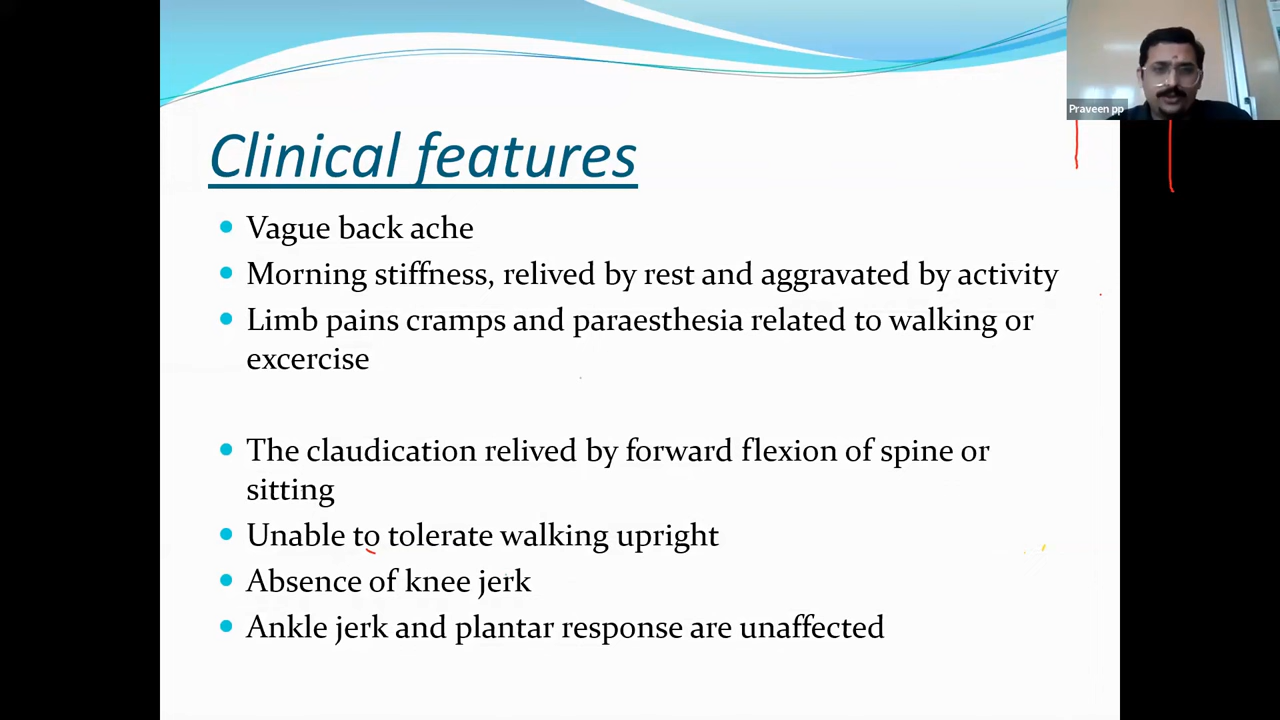 Praveen pp
Clinical features
Vague back ache
Morning stiffness, relived by rest and aggravated by activity
Limb pains cramps and paraesthesia related to walking or
excercise
The claudication relived by forward flexion of spine or
sitting
Unable to tolerate walking upright
Absence of knee jerk
Ankle jerk and plantar response are unaffected